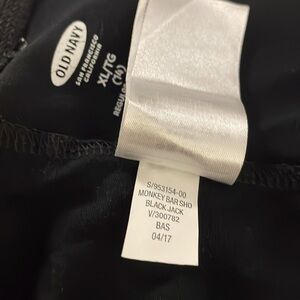 OLD NAVY
SAN FRANCISCO
CALIFORNIA
XL/TG
(14)
S/953154-00
MONKEY BAR SHO
BLACK JACK
V/300782
BAS
04/17